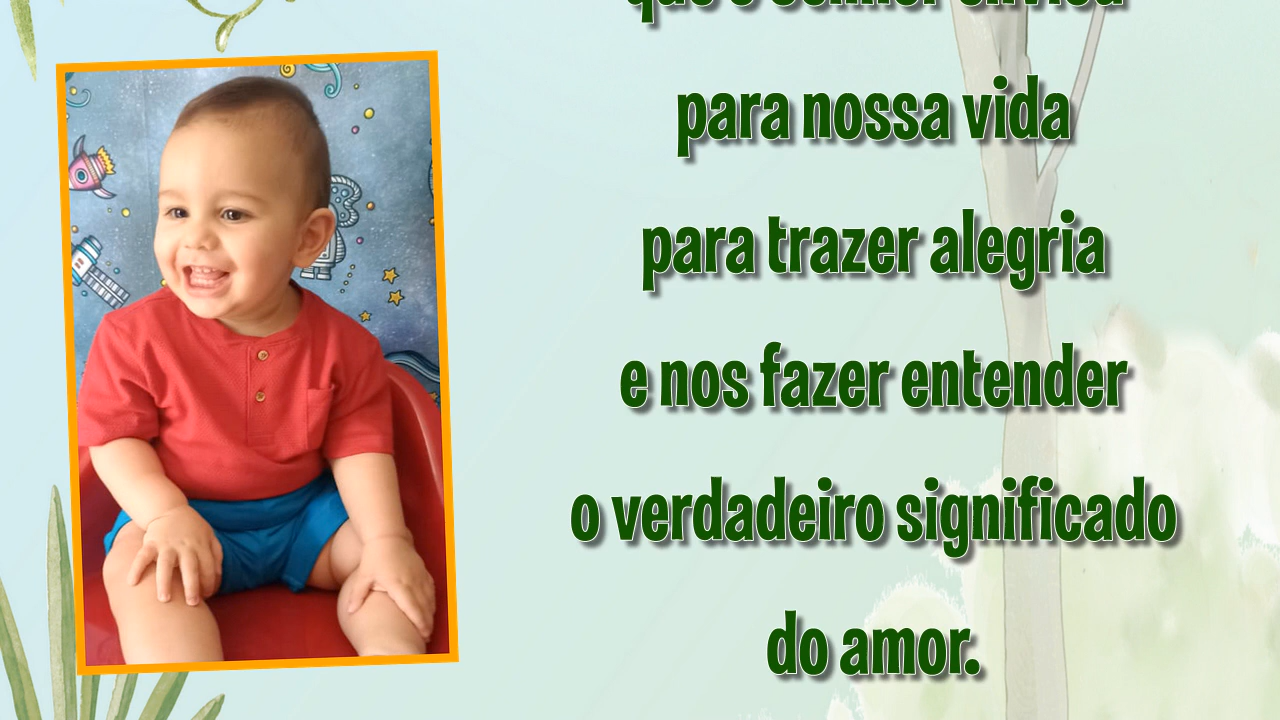 para nossa vida
para trazer alegria
e nos fazer entender
o verdadeiro significado
do amor.